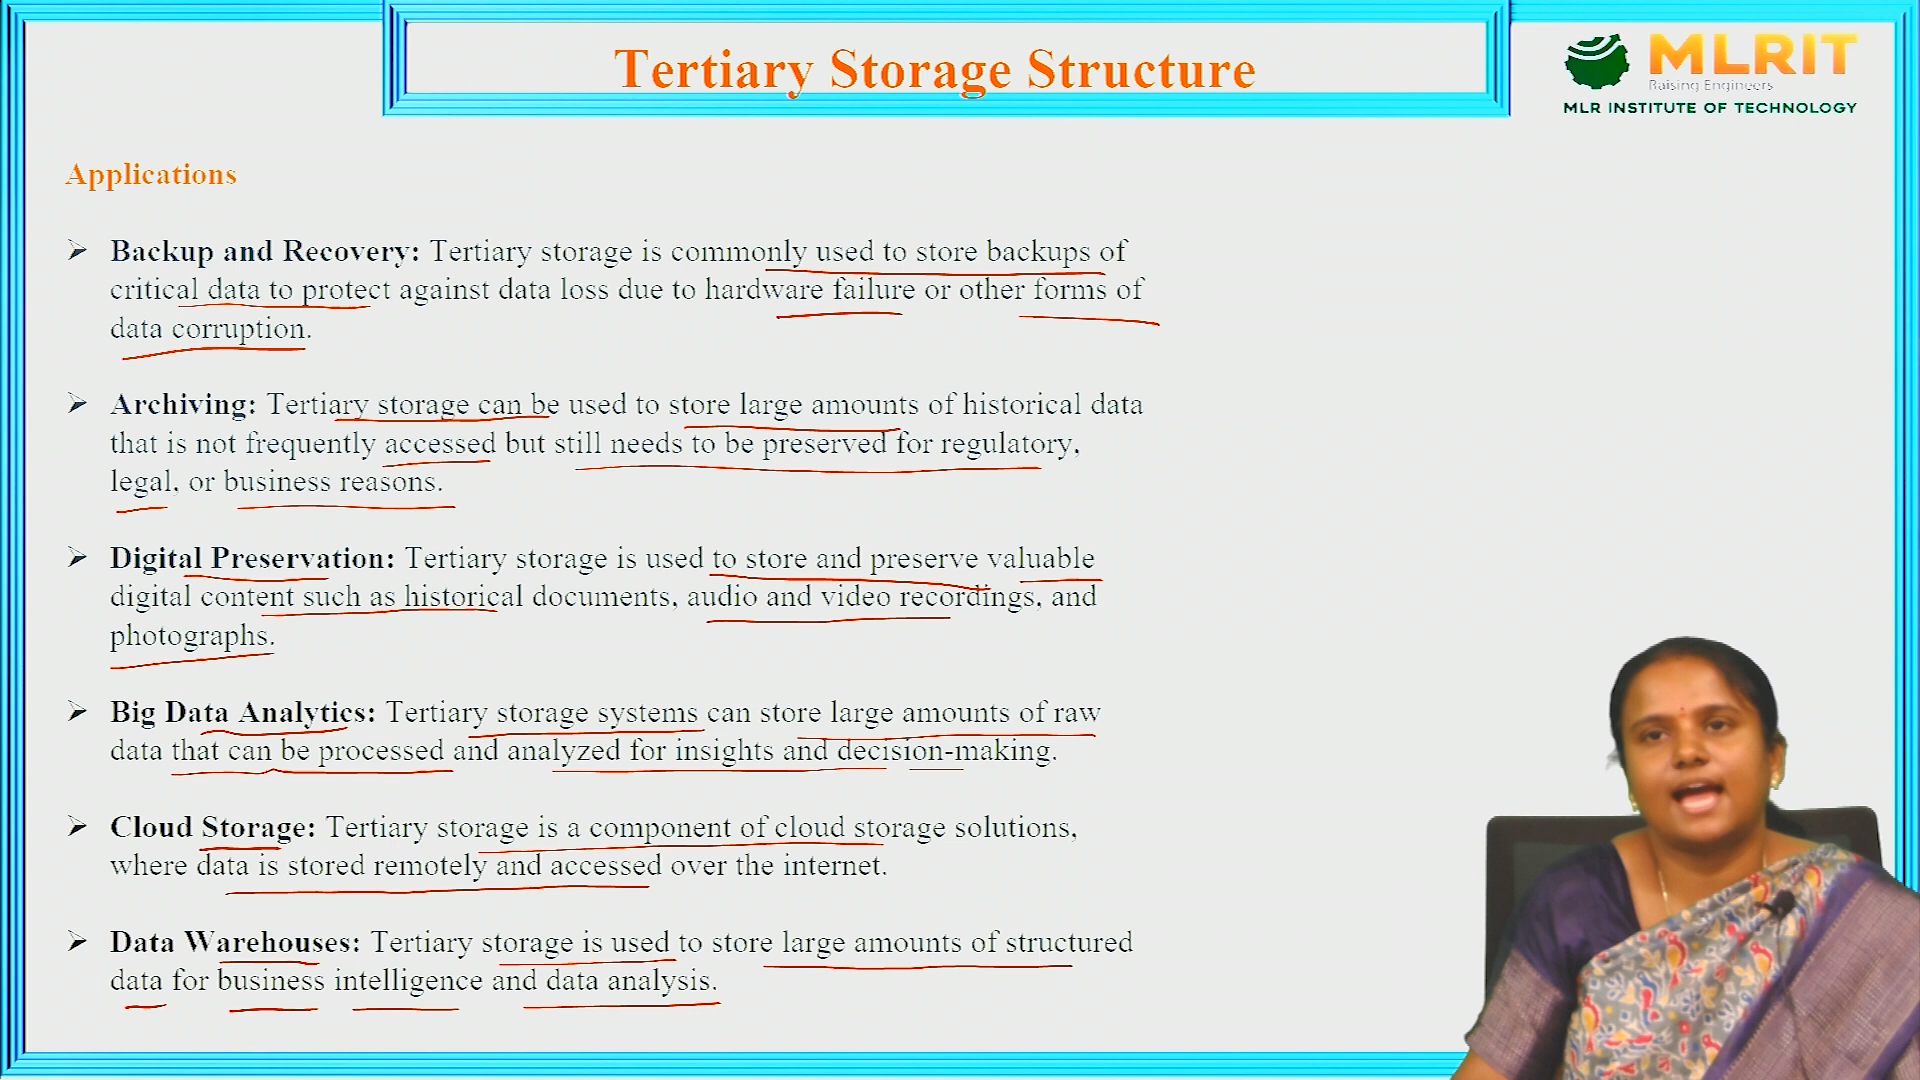 Tertiary Storage Structure
MLRIT
Raising Engineers
MLR INSTITUTE OF TECHNOLOGY
Applications
➢ Backup and Recovery: Tertiary storage is commonly used to store backups of
critical data to protect against data loss due to hardware failure or other forms of
data corruption.
➢ Archiving: Tertiary storage can be used to store large amounts of historical data
that is not frequently accessed but still needs to be preserved for regulatory,
legal, or business reasons.
➢ Digital Preservation: Tertiary storage is used to store and preserve valuable
digital content such as historical documents, audio and video recordings, and
photographs.
➢ Big Data Analytics: Tertiary storage systems can store large amounts of raw
data that can be processed and analyzed for insights and decision-making.
➢ Cloud Storage: Tertiary storage is a component of cloud storage solutions,
where data is stored remotely and accessed over the internet.
➢ Data Warehouses: Tertiary storage is used to store large amounts of structured
data for business intelligence and data analysis.